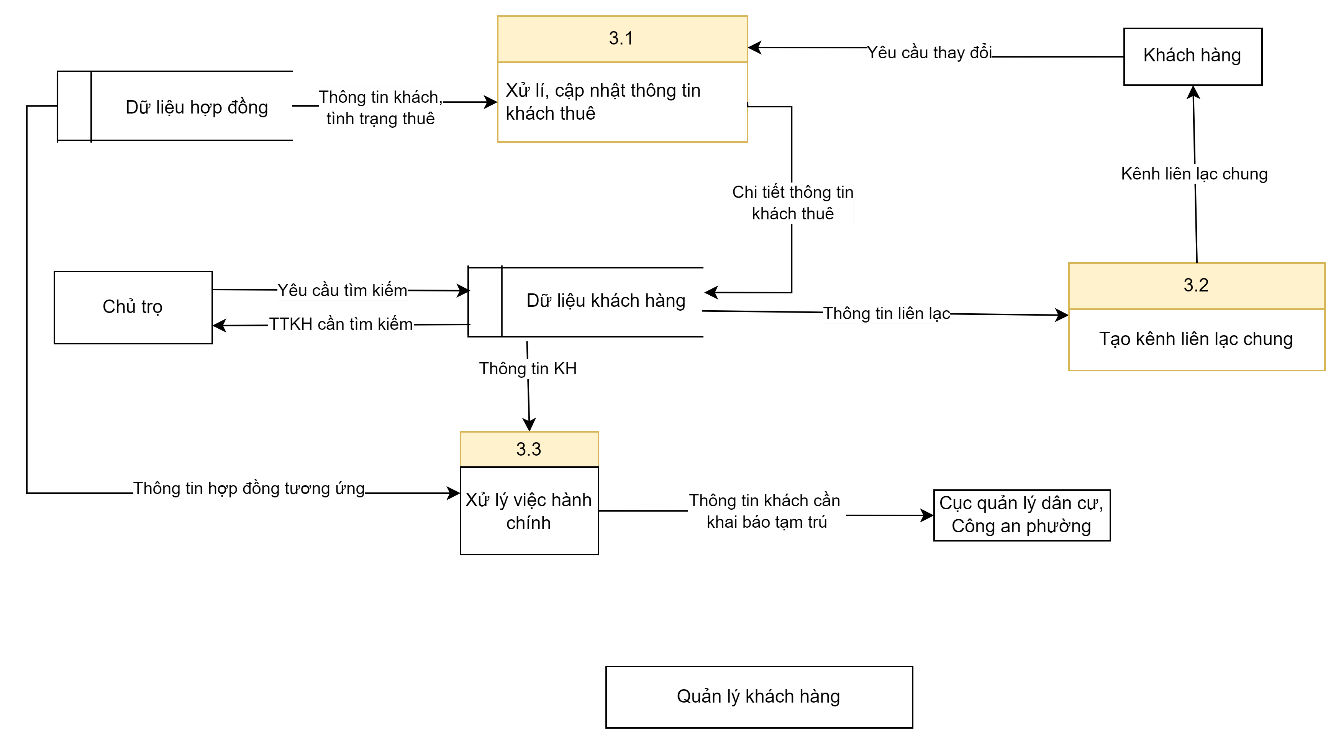 3.1
Yêu cầu thay đổi
Khách hàng
Dữ liệu hợp đồng
Thông tin khách,
tình trạng thuê
Xử lí, cập nhật thông tin
khách thuê
Kênh liên lạc chung
Chi tiết thông tin
khách thuê
Chủ trọ
Yêu cầu tìm kiếm
TTKH cần tìm kiếm
Dữ liệu khách hàng
Thông tin liên lạc
3.2
Tạo kênh liên lạc chung
Thông tin KH
3.3
Thông tin hợp đồng tương ứng
Xử lý việc hành
chính
Thông tin khách cần
khai báo tạm trú
Cục quản lý dân cư,
Công an phường
Quản lý khách hàng